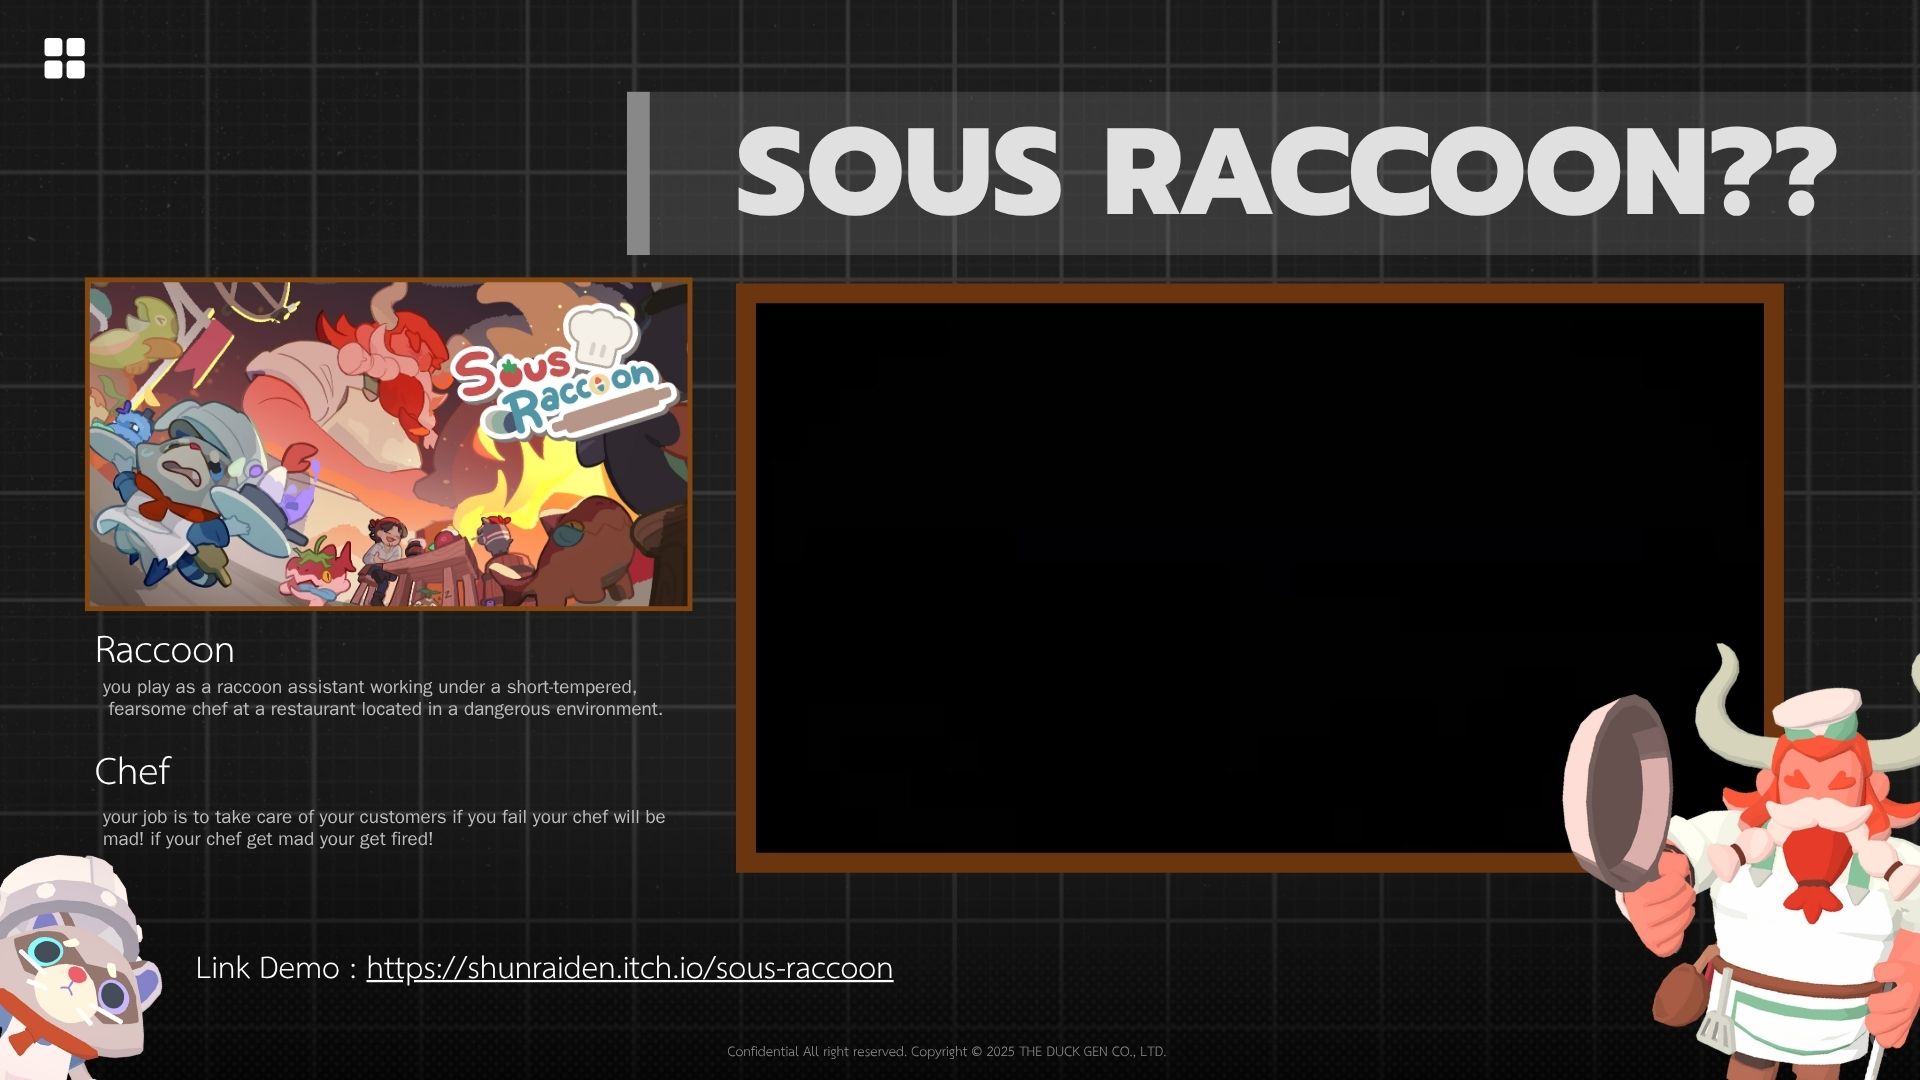 SOUS RACCOON??
Sous
Raccoon
Raccoon
you play as a raccoon assistant working under a short-tempered,
fearsome chef at a restaurant located in a dangerous environment.
Chef
your job is to take care of your customers if you fail your chef will be
mad! if your chef get mad your get fired!
Link Demo : https://shunraiden.itch.io/sous-raccoon
Confidential All right reserved. Copyright © 2025 THE DUCK GEN CO., LTD.